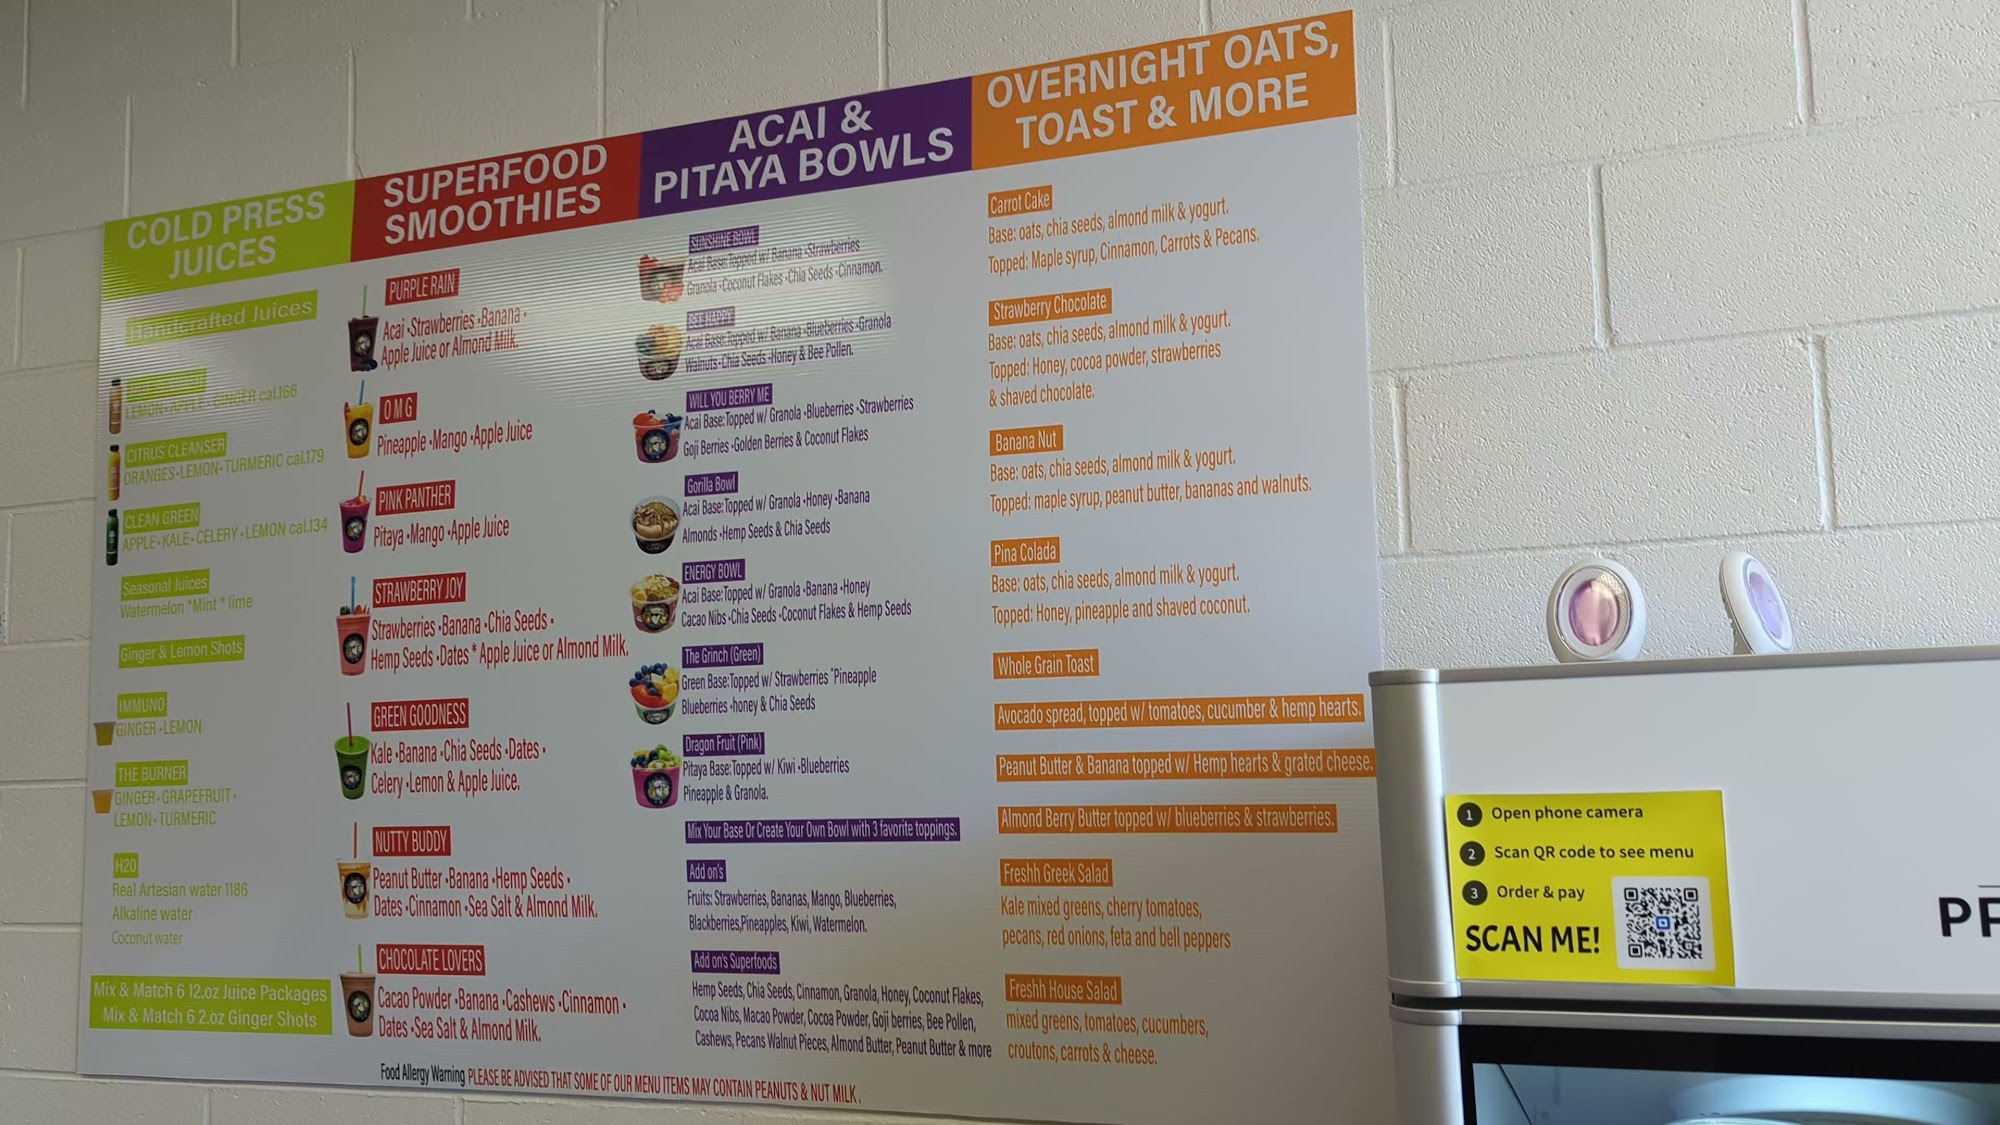 COLD PRESS
JUICES
Handcrafted Juices
LEMON • APPLE • GINGER cal.166
CITRUS CLEANSER
ORANGES • LEMON • TURMERIC cal.179
CLEAN GREEN
APPLE • KALE • CELERY • LEMON cal.134
Seasonal Juices
Watermelon *Mint * lime
Ginger & Lemon Shots
IMMUNO
GINGER • LEMON
THE BURNER
GINGER • GRAPEFRUIT •
LEMON • TURMERIC
H20
Real Artesian water 1186
Alkaline water
Coconut water
Mix & Match 6 12.oz Juice Packages
Mix & Match 6 2.oz Ginger Shots
SUPERFOOD
SMOOTHIES
PURPLE RAIN
Acai •Strawberries •Banana •
Apple Juice or Almond Milk.
O M G
Pineapple •Mango •Apple Juice
PINK PANTHER
Pitaya •Mango •Apple Juice
STRAWBERRY JOY
Strawberries •Banana •Chia Seeds •
Hemp Seeds •Dates * Apple Juice or Almond Milk.
GREEN GOODNESS
Kale •Banana •Chia Seeds •Dates •
Celery •Lemon & Apple Juice.
NUTTY BUDDY
Peanut Butter •Banana •Hemp Seeds •
Dates •Cinnamon •Sea Salt & Almond Milk.
CHOCOLATE LOVERS
Cacao Powder •Banana •Cashews •Cinnamon •
Dates •Sea Salt & Almond Milk.
ACAI &
PITAYA BOWLS
SUNSHINE BOWL
Acai Base:Topped w/ Banana •Strawberries
Granola •Coconut Flakes •Chia Seeds •Cinnamon.
BEE HAPPY
Acai Base:Topped w/ Banana •Blueberries •Granola
Walnuts •Chia Seeds •Honey & Bee Pollen.
WILL YOU BERRY ME
Acai Base:Topped w/ Granola •Blueberries •Strawberries
Goji Berries •Golden Berries & Coconut Flakes
Gorilla Bowl
Acai Base:Topped w/ Granola •Honey •Banana
Almonds •Hemp Seeds & Chia Seeds
ENERGY BOWL
Acai Base:Topped w/ Granola •Banana •Honey
Cacao Nibs •Chia Seeds •Coconut Flakes & Hemp Seeds
The Grinch (Green)
Green Base:Topped w/ Strawberries *Pineapple
Blueberries •honey & Chia Seeds
Dragon Fruit (Pink)
Pitaya Base:Topped w/ Kiwi •Blueberries
Pineapple & Granola.
Mix Your Base Or Create Your Own Bowl with 3 favorite toppings.
Add on's
Fruits: Strawberries, Bananas, Mango, Blueberries,
Blackberries,Pineapples, Kiwi, Watermelon.
Add on's Superfoods
Hemp Seeds, Chia Seeds, Cinnamon, Granola, Honey, Coconut Flakes,
Cocoa Nibs, Macao Powder, Cocoa Powder, Goji berries, Bee Pollen,
Cashews, Pecans Walnut Pieces, Almond Butter, Peanut Butter & more
OVERNIGHT OATS,
TOAST & MORE
Carrot Cake
Base: oats, chia seeds, almond milk & yogurt.
Topped: Maple syrup, Cinnamon, Carrots & Pecans.
Strawberry Chocolate
Base: oats, chia seeds, almond milk & yogurt.
Topped: Honey, cocoa powder, strawberries
& shaved chocolate.
Banana Nut
Base: oats, chia seeds, almond milk & yogurt.
Topped: maple syrup, peanut butter, bananas and walnuts.
Pina Colada
Base: oats, chia seeds, almond milk & yogurt.
Topped: Honey, pineapple and shaved coconut.
Whole Grain Toast
Avocado spread, topped w/ tomatoes, cucumber & hemp hearts.
Peanut Butter & Banana topped w/ Hemp hearts & grated cheese.
Almond Berry Butter topped w/ blueberries & strawberries.
Freshh Greek Salad
Kale mixed greens, cherry tomatoes,
pecans, red onions, feta and bell peppers
Freshh House Salad
mixed greens, tomatoes, cucumbers,
croutons, carrots & cheese.
Food Allergy Warning PLEASE BE ADVISED THAT SOME OF OUR MENU ITEMS MAY CONTAIN PEANUTS & NUT MILK.
1 Open phone camera
2 Scan QR code to see menu
3 Order & pay
SCAN ME!